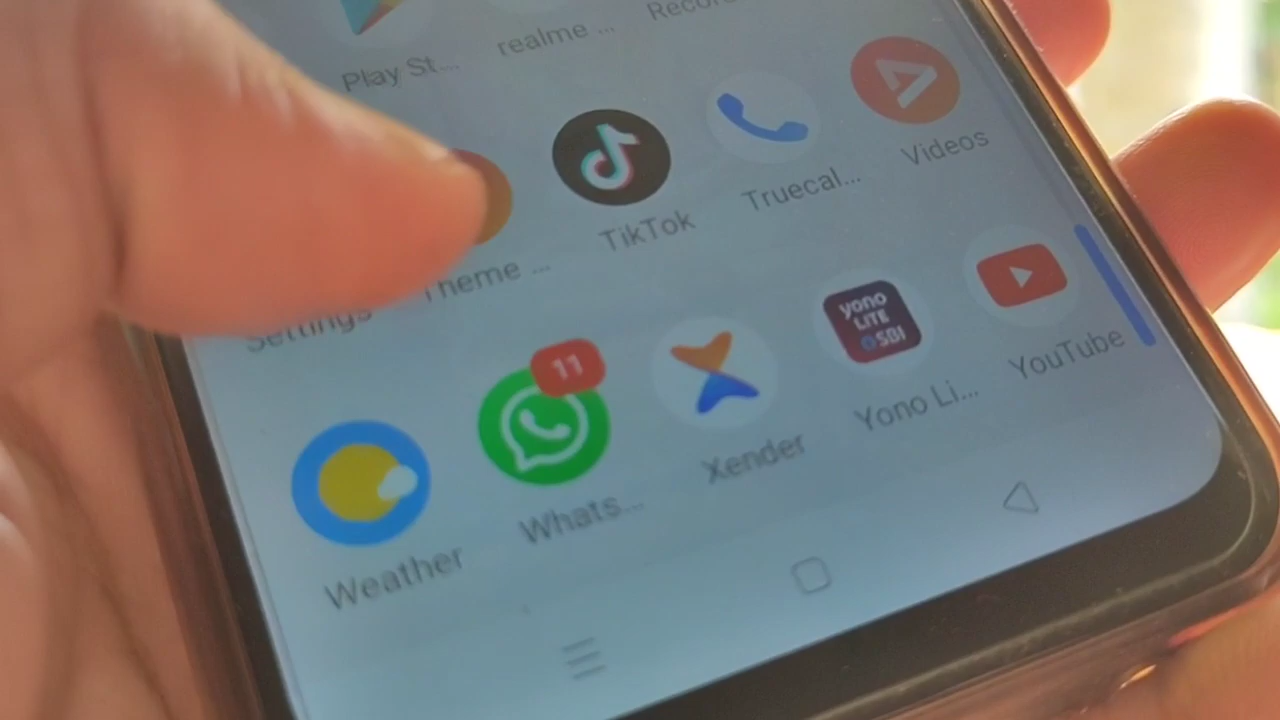 Play St...
realme ...
Recor
Settings
Theme ...
TikTok
Truecal...
Videos
11
Weather
Whats...
Xender
yono
LITE
SBI
Yono Li...
YouTube